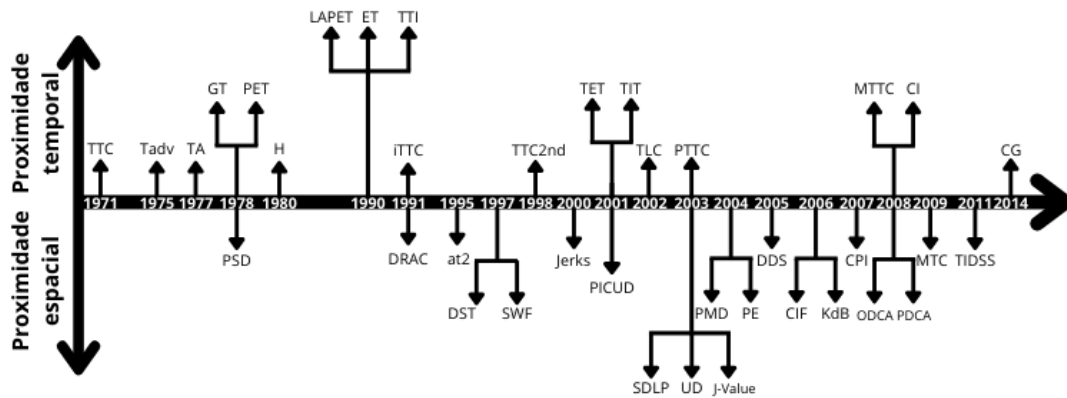 LAPET ET TTI
GT PET
TET TIT
MTTC CI
TTC Tadv TA H iTTC TTC2nd TLC PTTC CG
Proximidade
temporal
1971 1975 1977 1978 1980 1990 1991 1995 1997 1998 2000 2001 2002 2003 2004 2005 2006 2007 2008 2009 2011 2014
Proximidade
espacial
PSD DRAC at2 Jerks DDS CPI MTC TIDSS
PICUD
DST SWF PMD PE CIF KdB ODCA PDCA
SDLP UD J-Value